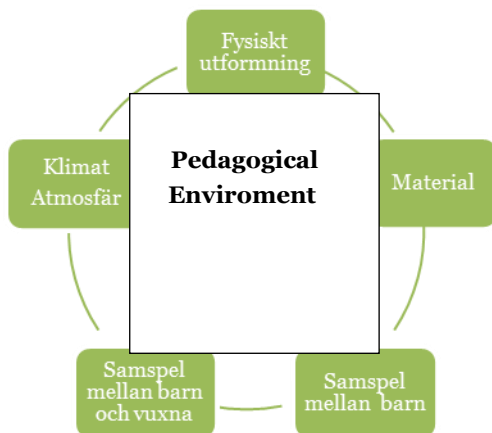 Fysiskt
utformning
Pedagogical
Enviroment
Klimat
Atmosfär
Material
Samspel
mellan barn
och vuxna
Samspel
mellan barn